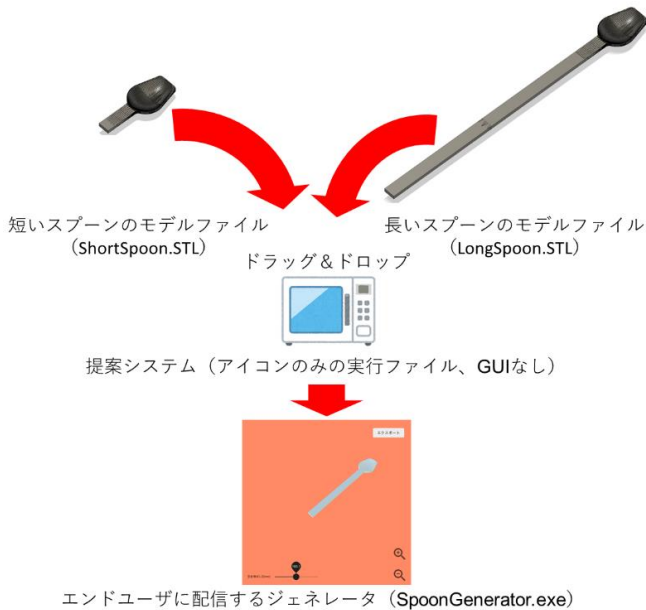 短いスプーンのモデルファイル
（ShortSpoon.STL）
長いスプーンのモデルファイル
（LongSpoon.STL）
ドラッグ＆ドロップ
提案システム（アイコンのみの実行ファイル、GUIなし）
エンドユーザに配信するジェネレータ（SpoonGenerator.exe）